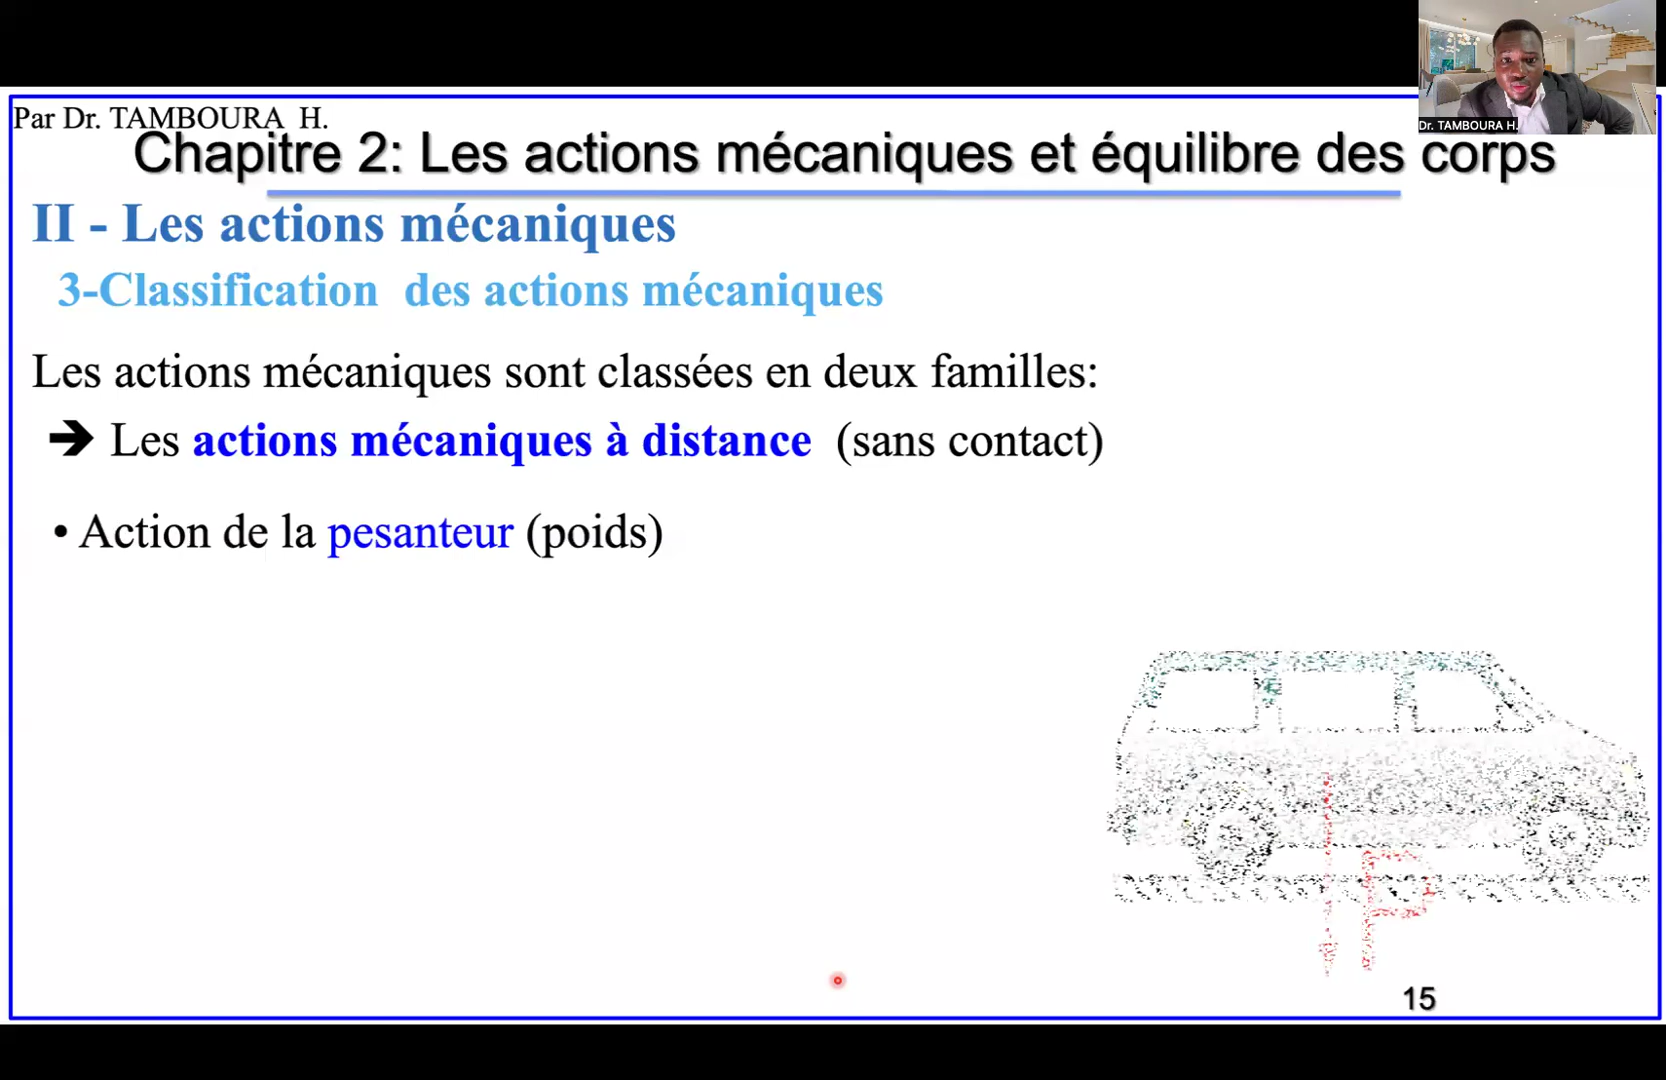 Par Dr. TAMBOURA H.
Dr. TAMBOURA H.
Chapitre 2: Les actions mécaniques et équilibre des corps
II - Les actions mécaniques
3-Classification des actions mécaniques
Les actions mécaniques sont classées en deux familles:
➔ Les actions mécaniques à distance (sans contact)
• Action de la pesanteur (poids)
P
15